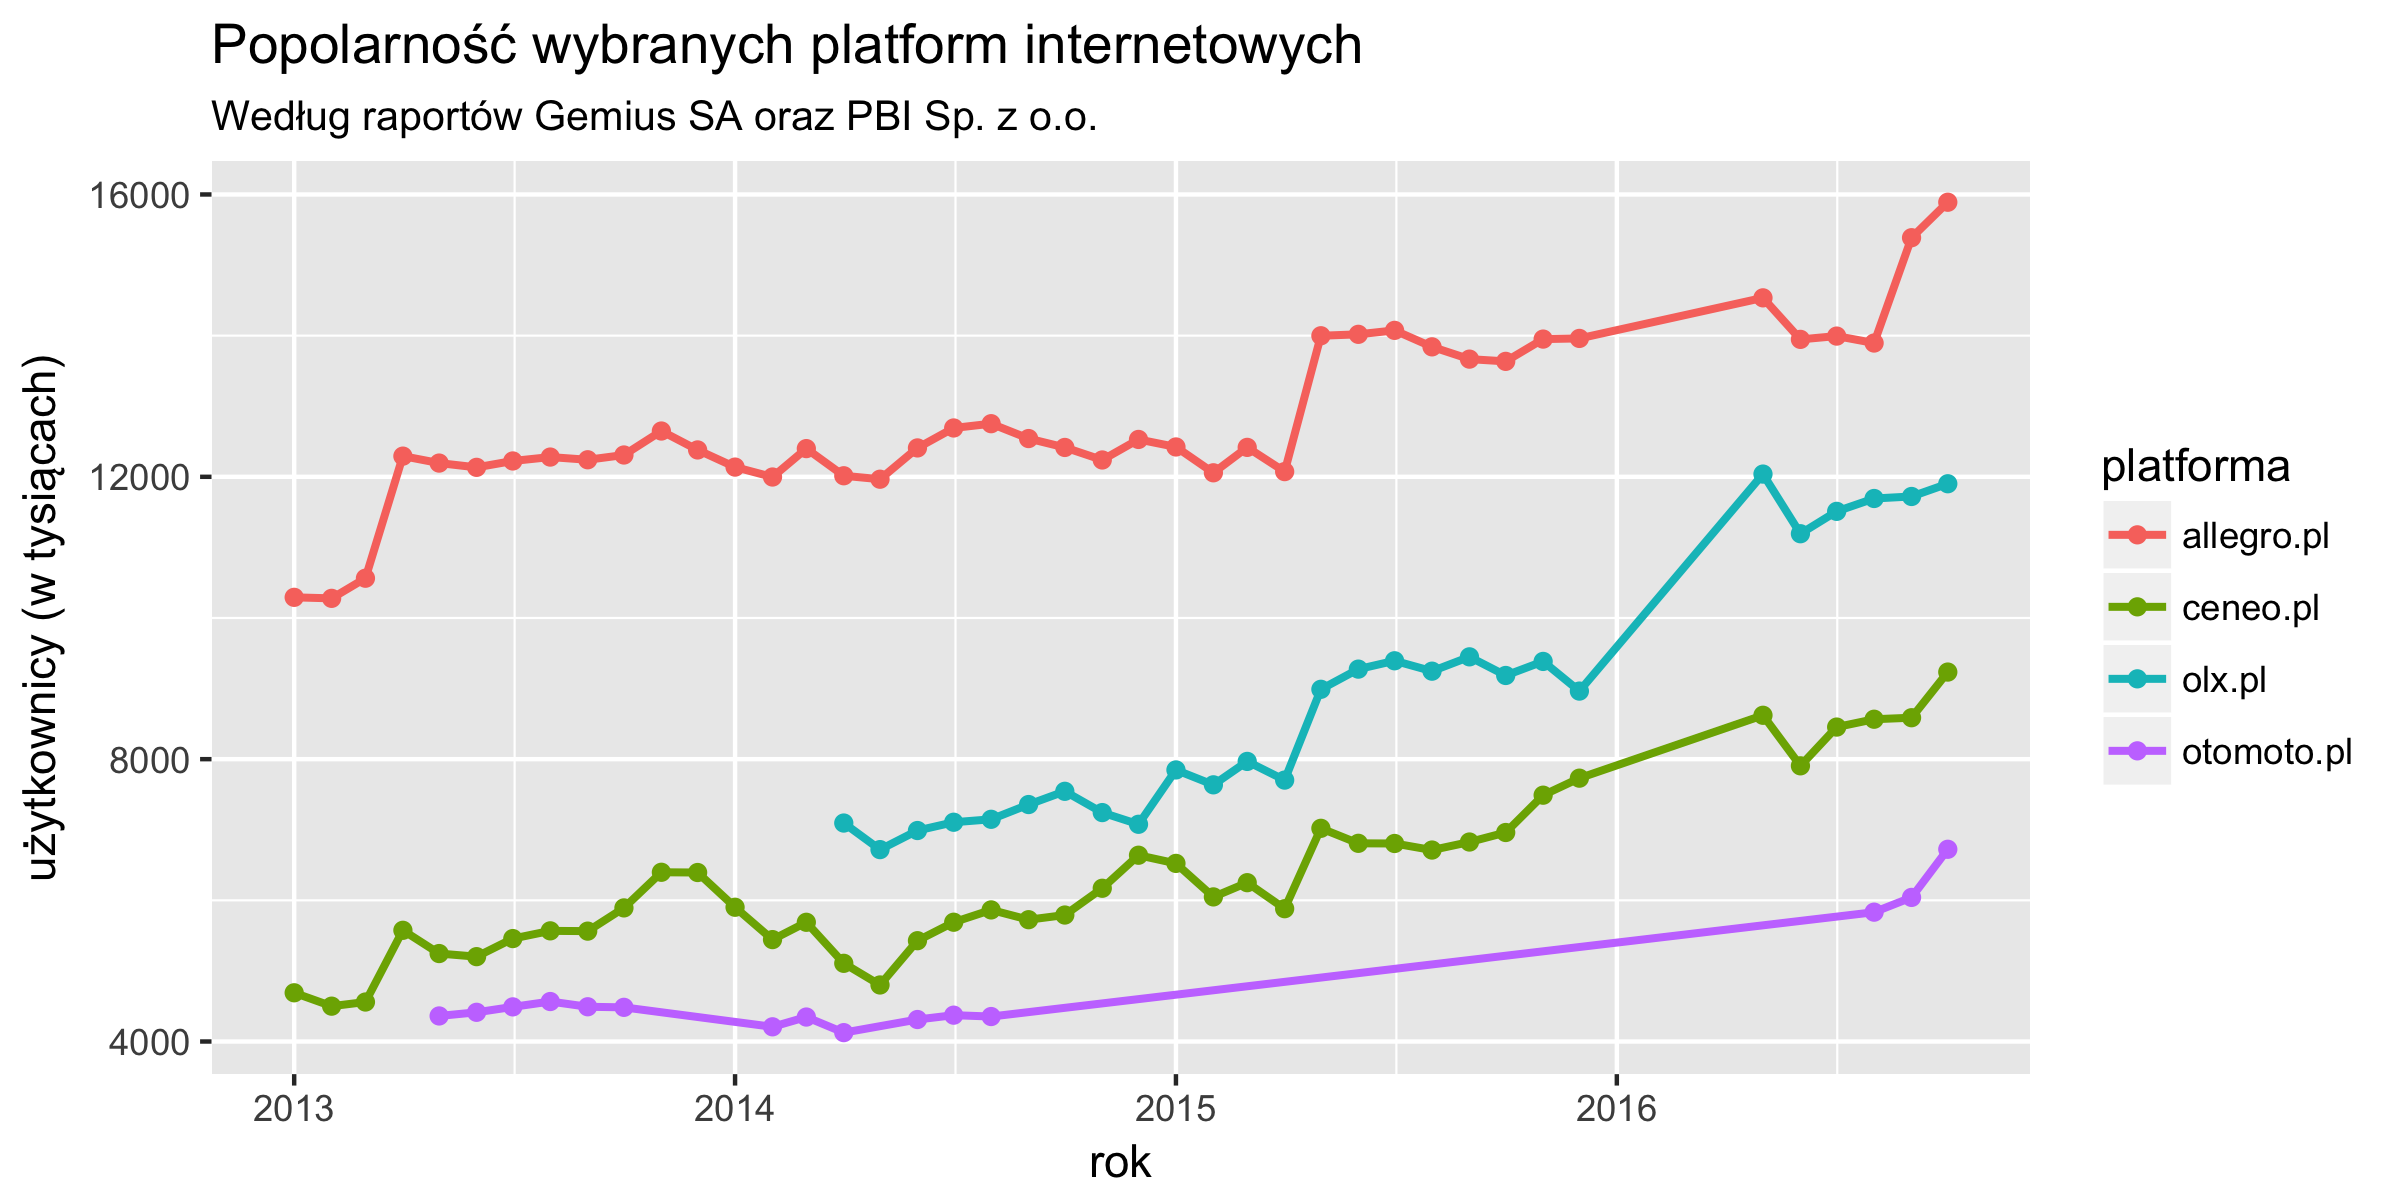 Popolarność wybranych platform internetowych
Według raportów Gemius SA oraz PBI Sp. z o.o.
użytkownicy (w tysiącach)
16000
12000
8000
4000
2013
2014
2015
2016
rok
platforma
allegro.pl
ceneo.pl
olx.pl
otomoto.pl